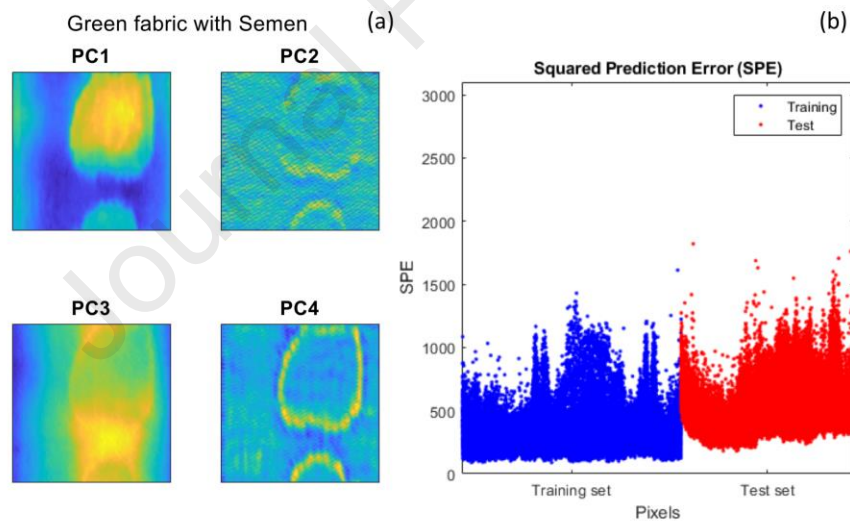 Green fabric with Semen
(a)
PC1
PC2
PC3
PC4
(b)
Squared Prediction Error (SPE)
Training
Test
3000
2500
2000
1500
1000
500
0
SPE
Training set
Test set
Pixels
Journal P